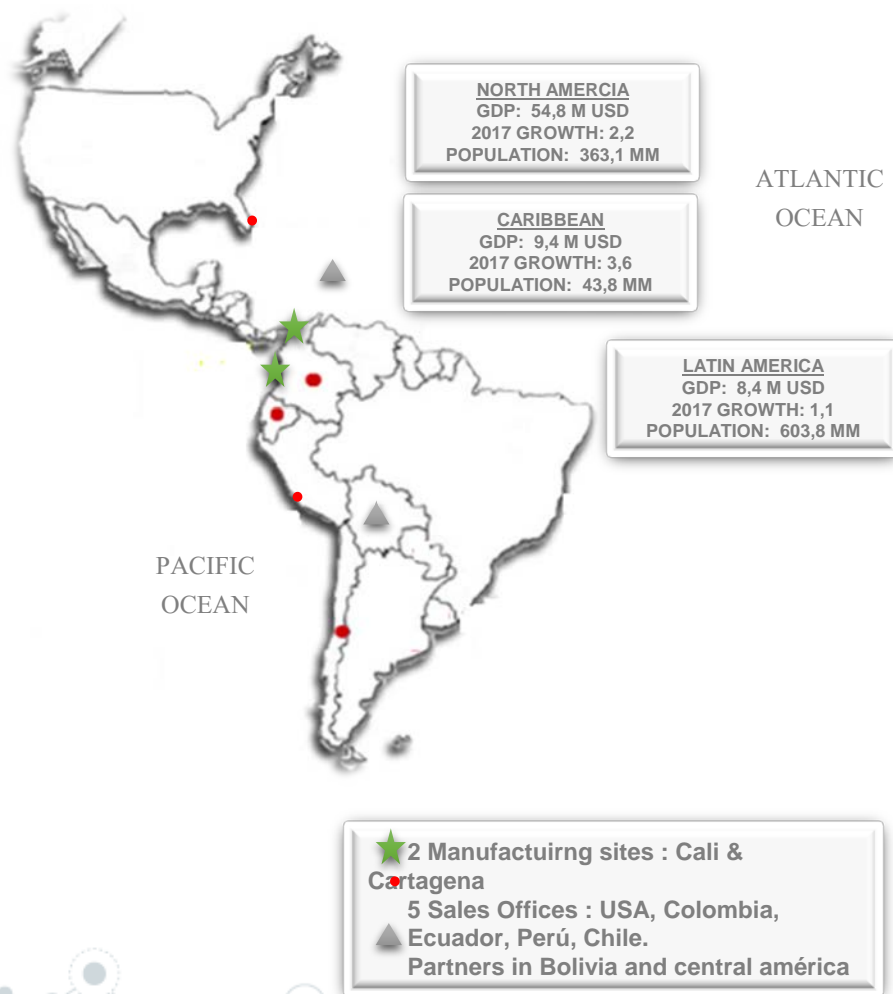 NORTH AMERCIA
GDP: 54,8 M USD
2017 GROWTH: 2,2
POPULATION: 363,1 MM
ATLANTIC
OCEAN
CARIBBEAN
GDP: 9,4 M USD
2017 GROWTH: 3,6
POPULATION: 43,8 MM
LATIN AMERICA
GDP: 8,4 M USD
2017 GROWTH: 1,1
POPULATION: 603,8 MM
PACIFIC
OCEAN
2 Manufactuirng sites : Cali &
Cartagena
5 Sales Offices : USA, Colombia,
Ecuador, Perú, Chile.
Partners in Bolivia and central américa